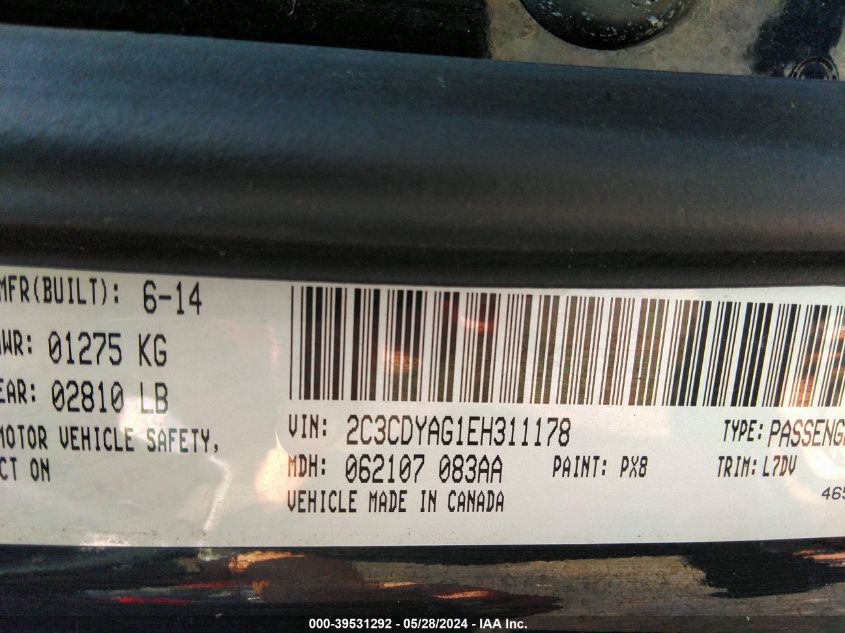 MFR(BUILT): 6-14
WR: 01275 KG
EAR: 02810 LB
MOTOR VEHICLE SAFETY,
CT ON
VIN: 2C3CDYAG1EH311178
TYPE: PASSENG
MDH: 062107 083AA
PAINT: PX8
TRIM: L7DV
VEHICLE MADE IN CANADA
465
000-39531292 - 05/28/2024 - IAA Inc.